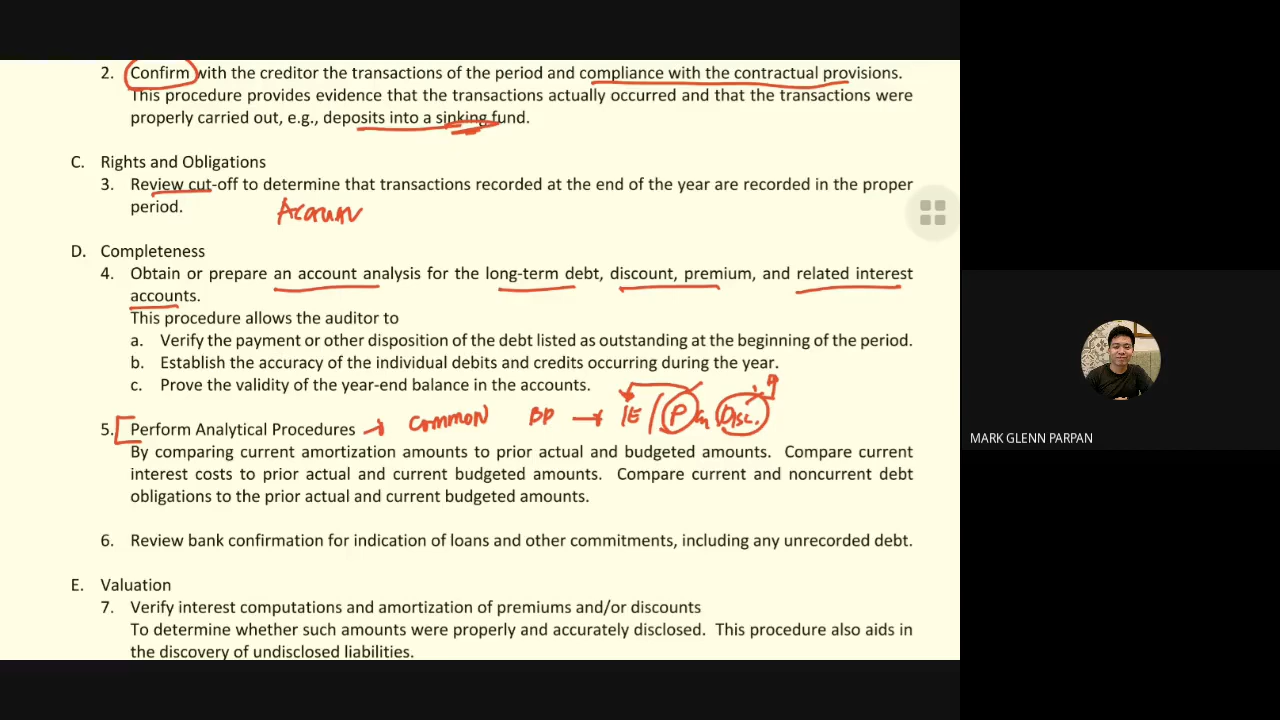 2. Confirm with the creditor the transactions of the period and compliance with the contractual provisions.
This procedure provides evidence that the transactions actually occurred and that the transactions were
properly carried out, e.g., deposits into a sinking fund.
C. Rights and Obligations
3. Review cut-off to determine that transactions recorded at the end of the year are recorded in the proper
period.
D. Completeness
4. Obtain or prepare an account analysis for the long-term debt, discount, premium, and related interest
accounts.
This procedure allows the auditor to
a. Verify the payment or other disposition of the debt listed as outstanding at the beginning of the period.
b. Establish the accuracy of the individual debits and credits occurring during the year.
c. Prove the validity of the year-end balance in the accounts.
5. Perform Analytical Procedures → common BP → IE / P Disc.
By comparing current amortization amounts to prior actual and budgeted amounts. Compare current
interest costs to prior actual and current budgeted amounts. Compare current and noncurrent debt
obligations to the prior actual and current budgeted amounts.
6. Review bank confirmation for indication of loans and other commitments, including any unrecorded debt.
E. Valuation
7. Verify interest computations and amortization of premiums and/or discounts
To determine whether such amounts were properly and accurately disclosed. This procedure also aids in
the discovery of undisclosed liabilities.
MARK GLENN PARPAN